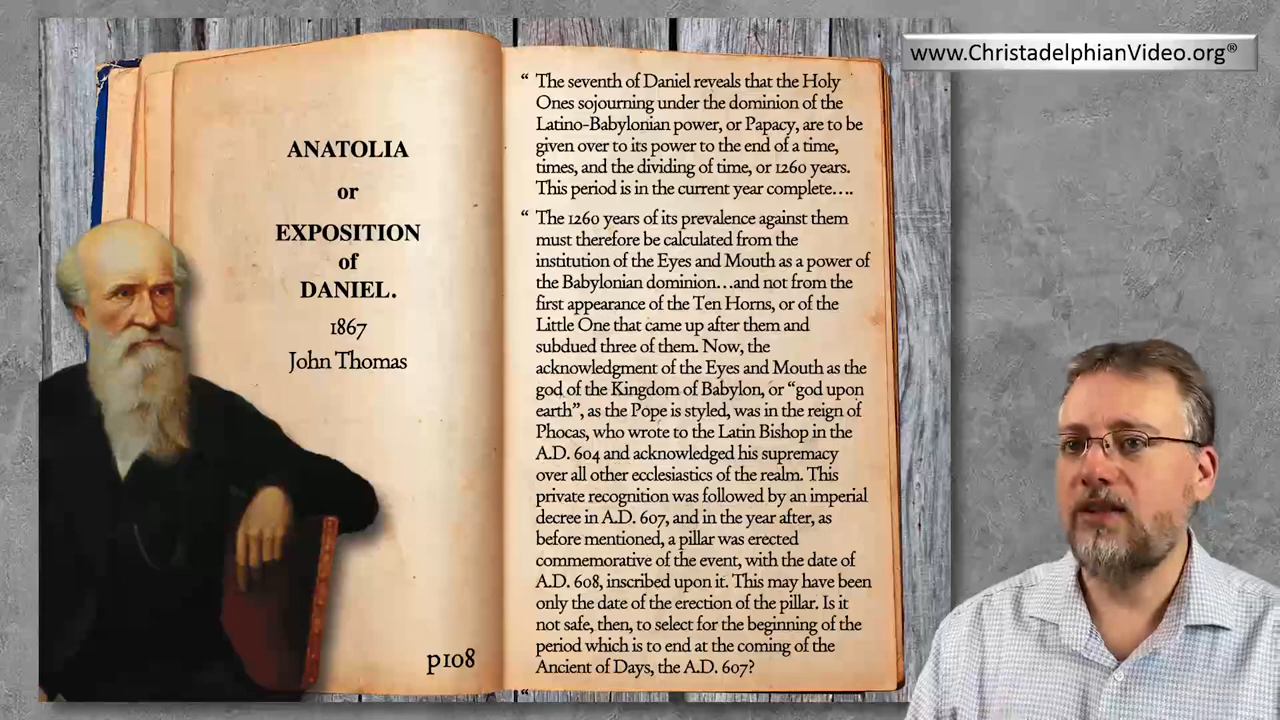 www.ChristadelphianVideo.org®
ANATOLIA
or
EXPOSITION
of
DANIEL.
1867
John Thomas
p108
“ The seventh of Daniel reveals that the Holy
Ones sojourning under the dominion of the
Latino-Babylonian power, or Papacy, are to be
given over to its power to the end of a time,
times, and the dividing of time, or 1260 years.
This period is in the current year complete….
“ The 1260 years of its prevalence against them
must therefore be calculated from the
institution of the Eyes and Mouth as a power of
the Babylonian dominion…and not from the
first appearance of the Ten Horns, or of the
Little One that came up after them and
subdued three of them. Now, the
acknowledgment of the Eyes and Mouth as the
god of the Kingdom of Babylon, or “god upon
earth”, as the Pope is styled, was in the reign of
Phocas, who wrote to the Latin Bishop in the
A.D. 604 and acknowledged his supremacy
over all other ecclesiastics of the realm. This
private recognition was followed by an imperial
decree in A.D. 607, and in the year after, as
before mentioned, a pillar was erected
commemorative of the event, with the date of
A.D. 608, inscribed upon it. This may have been
only the date of the erection of the pillar. Is it
not safe, then, to select for the beginning of the
period which is to end at the coming of the
Ancient of Days, the A.D. 607?
“